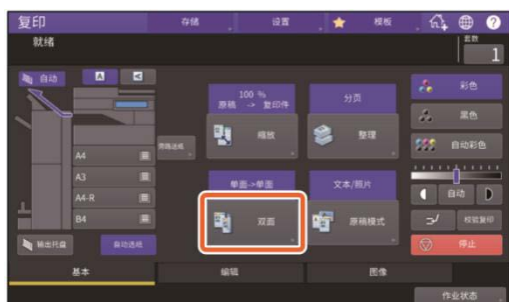 复印
存储
设置
模板
?
就绪
套数
1
自动
A
100 %
原稿 -> 复印件
缩放
分页
整理
彩色
黑色
自动彩色
自动
校验复印
停止
旁路送纸
A4
A3
A4-R
B4
单面->单面
双面
文本/照片
原稿模式
输出托盘
自动选纸
基本
编辑
图像
作业状态